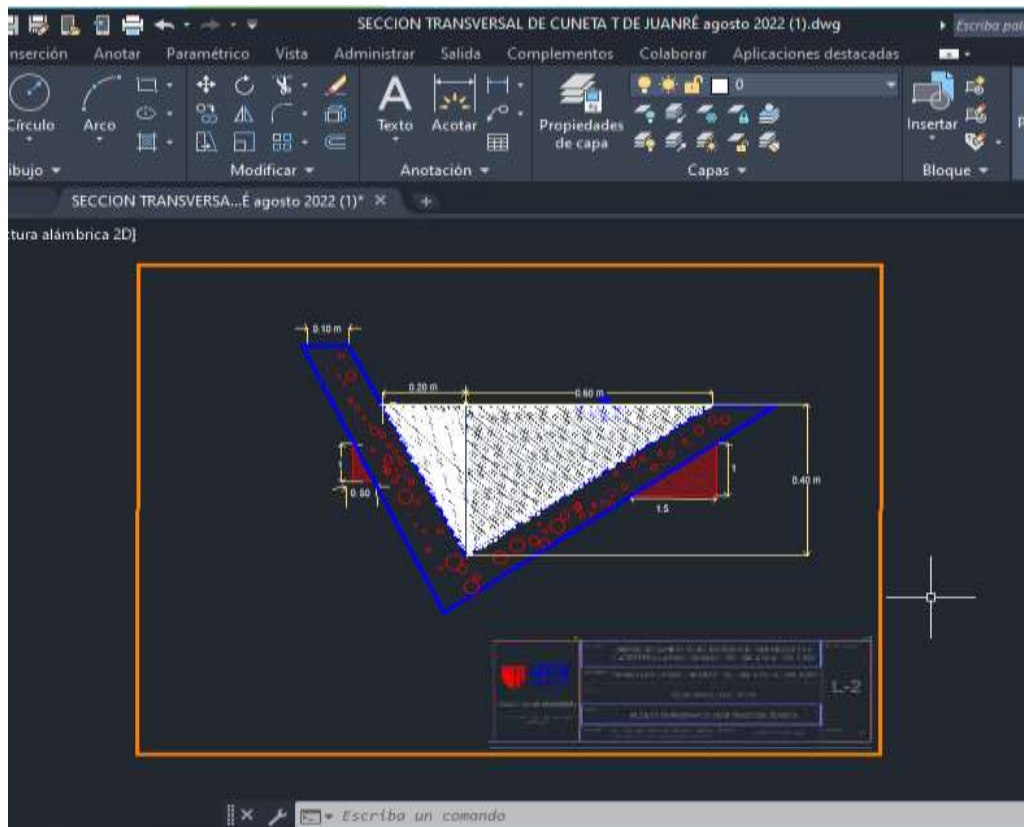 SECCION TRANSVERSAL DE CUNETA T DE JUANRÉ agosto 2022 (1).dwg
Escriba pal
nserción Anotar Paramétrico Vista Administrar Salida Complementos Colaborar Aplicaciones destacadas
0
Círculo Arco Texto Acotar Propiedades de capa Insertar
ibujo Modificar Anotación Capas Bloque
SECCION TRANSVERSA...É agosto 2022 (1)*
ctura alámbrica 2D]
0.10 m
0.20 m
0.60 m
1
0.50
1
1.5
0.40 m
L-2
Escriba un comando